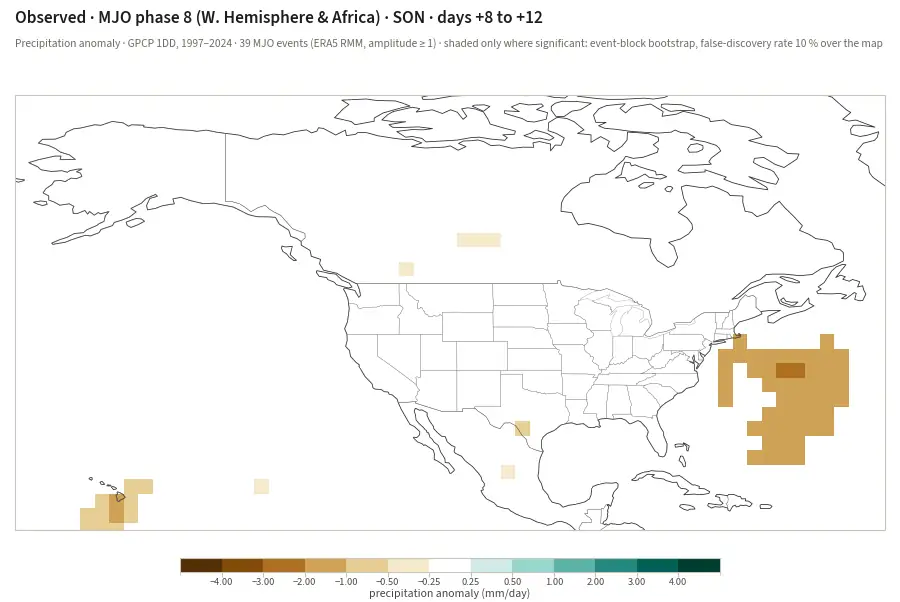 Observed · MJO phase 8 (W. Hemisphere & Africa) · SON · days +8 to +12
Precipitation anomaly · GPCP 1DD, 1997–2024 · 39 MJO events (ERA5 RMM, amplitude ≥ 1) · shaded only where significant: event-block bootstrap, false-discovery rate 10 % over the map
−4.00 −3.00 −2.00 −1.00 −0.50 −0.25 0.25 0.50 1.00 2.00 3.00 4.00
precipitation anomaly (mm/day)